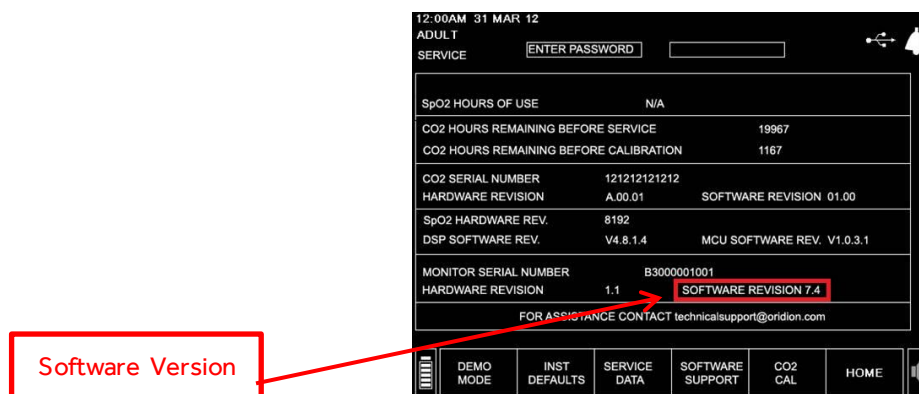 12:00AM 31 MAR 12
ADULT
SERVICE ENTER PASSWORD
SpO2 HOURS OF USE N/A
CO2 HOURS REMAINING BEFORE SERVICE 19967
CO2 HOURS REMAINING BEFORE CALIBRATION 1167
CO2 SERIAL NUMBER 121212121212
HARDWARE REVISION A.00.01 SOFTWARE REVISION 01.00
SpO2 HARDWARE REV. 8192
DSP SOFTWARE REV. V4.8.1.4 MCU SOFTWARE REV. V1.0.3.1
MONITOR SERIAL NUMBER B3000001001
HARDWARE REVISION 1.1 SOFTWARE REVISION 7.4
FOR ASSISTANCE CONTACT technicalsupport@oridion.com
Software Version
DEMO MODE INST DEFAULTS SERVICE DATA SOFTWARE SUPPORT CO2 CAL HOME